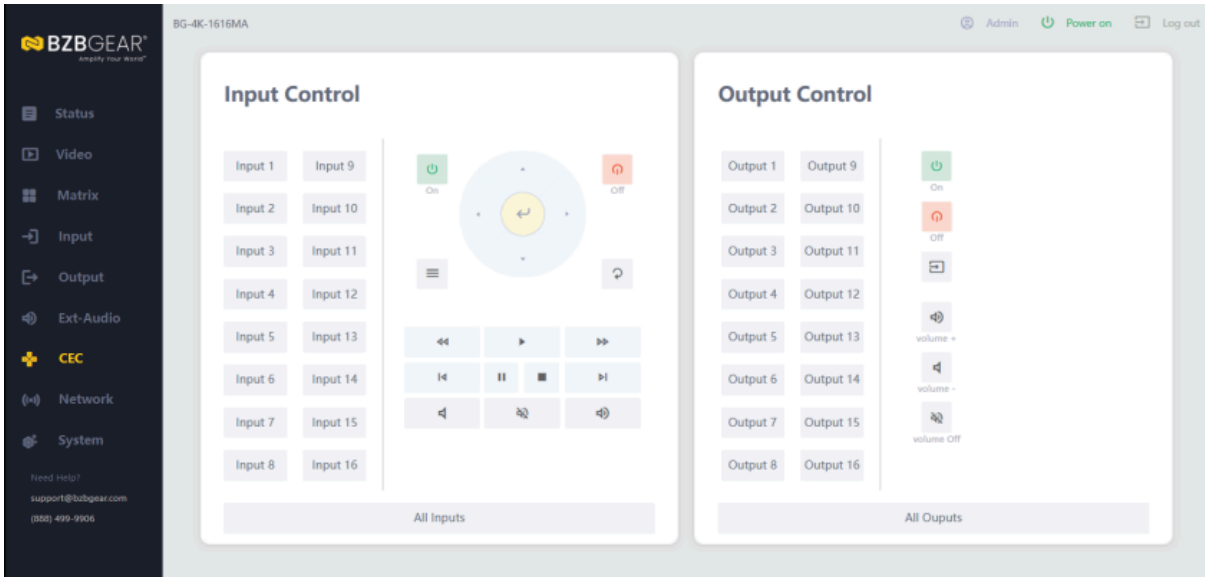 BZBGEAR®
Amplify Your World™
BG-4K-1616MA
Admin
Power on
Log out
Status
Video
Matrix
Input
Output
Ext-Audio
CEC
Network
System
Need Help?
support@bzbgear.com
(888) 499-9906
Input Control
Input 1 Input 9
Input 2 Input 10
Input 3 Input 11
Input 4 Input 12
Input 5 Input 13
Input 6 Input 14
Input 7 Input 15
Input 8 Input 16
On
Off
All Inputs
Output Control
Output 1 Output 9
Output 2 Output 10
Output 3 Output 11
Output 4 Output 12
Output 5 Output 13
Output 6 Output 14
Output 7 Output 15
Output 8 Output 16
On
Off
volume +
volume -
volume Off
All Ouputs